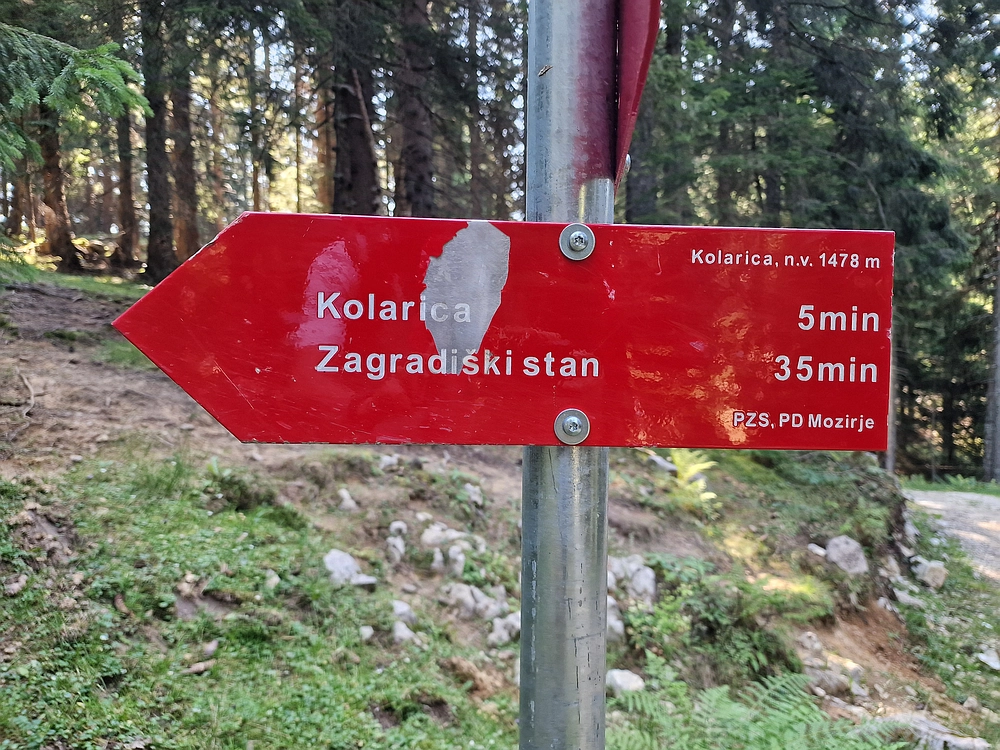 Kolarica, n.v. 1478 m
Kolarica 5min
Zagradiški stan 35min
PZS, PD Mozirje